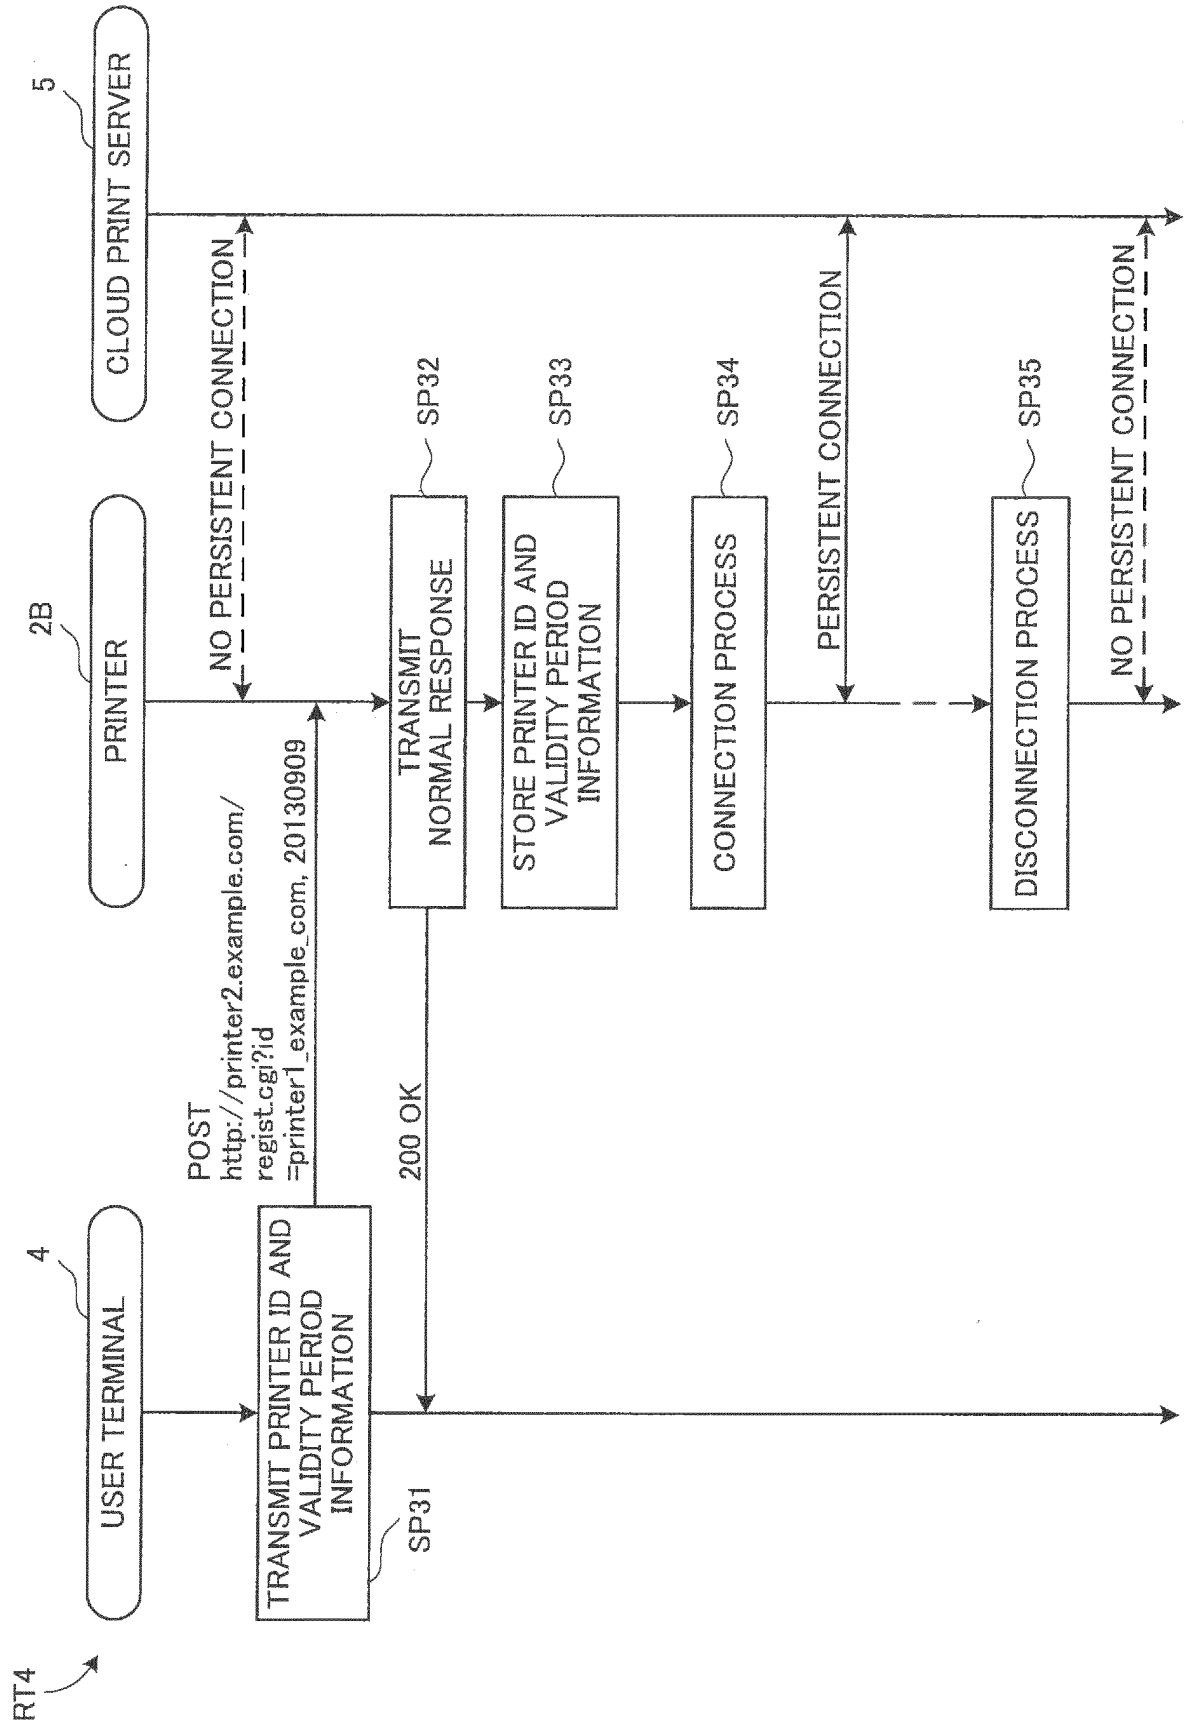 RT4
4
USER TERMINAL
2B
PRINTER
5
CLOUD PRINT SERVER
NO PERSISTENT CONNECTION
TRANSMIT PRINTER ID AND
VALIDITY PERIOD
INFORMATION
SP31
POST
http://printer2.example.com/
regist.cgi?id
=printer1_example_com, 20130909
TRANSMIT
NORMAL RESPONSE
SP32
200 OK
STORE PRINTER ID AND
VALIDITY PERIOD
INFORMATION
SP33
CONNECTION PROCESS
SP34
PERSISTENT CONNECTION
DISCONNECTION PROCESS
SP35
NO PERSISTENT CONNECTION